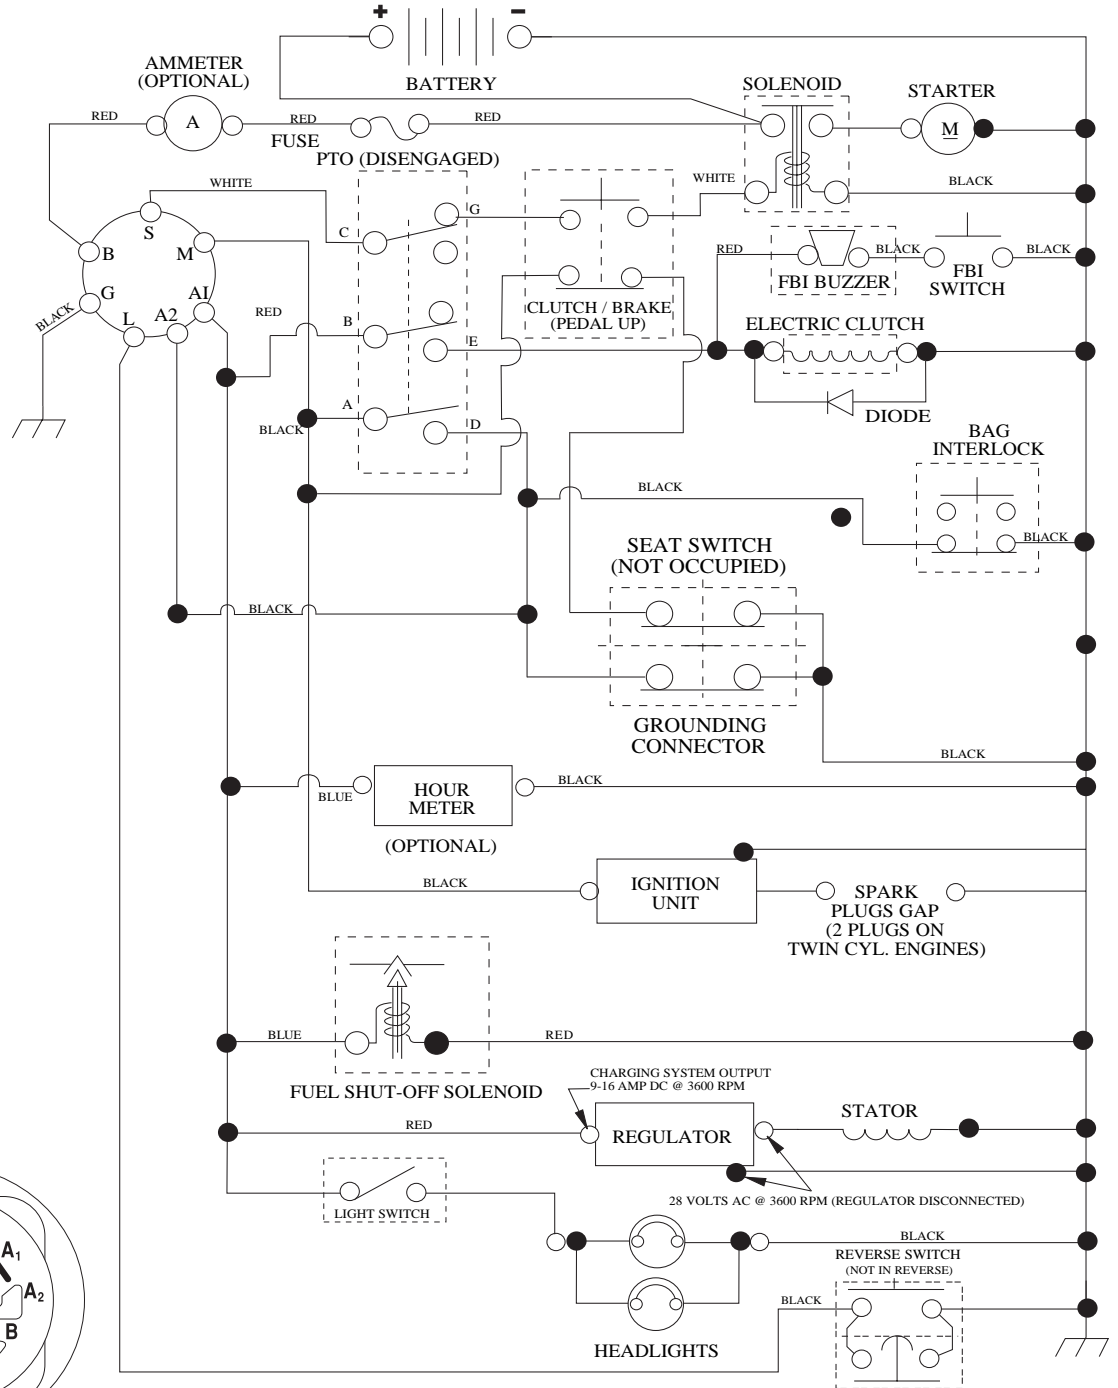 +
−
BATTERY
AMMETER
(OPTIONAL)
SOLENOID
STARTER
RED
A
RED
FUSE
RED
M
PTO (DISENGAGED)
WHITE
WHITE
BLACK
S
C
G
B
M
RED
FBI BUZZER
BLACK
FBI
SWITCH
BLACK
G
AI
L
A2
BLACK
RED
B
E
CLUTCH / BRAKE
(PEDAL UP)
ELECTRIC CLUTCH
DIODE
A
BLACK
D
BAG
INTERLOCK
BLACK
BLACK
SEAT SWITCH
(NOT OCCUPIED)
BLACK
GROUNDING
CONNECTOR
BLACK
BLUE
HOUR
METER
BLACK
(OPTIONAL)
BLACK
IGNITION
UNIT
SPARK
PLUGS GAP
(2 PLUGS ON
TWIN CYL. ENGINES)
BLUE
RED
FUEL SHUT-OFF SOLENOID
CHARGING SYSTEM OUTPUT
9-16 AMP DC @ 3600 RPM
RED
REGULATOR
STATOR
28 VOLTS AC @ 3600 RPM (REGULATOR DISCONNECTED)
LIGHT SWITCH
BLACK
REVERSE SWITCH
(NOT IN REVERSE)
BLACK
HEADLIGHTS
A1
A2
B